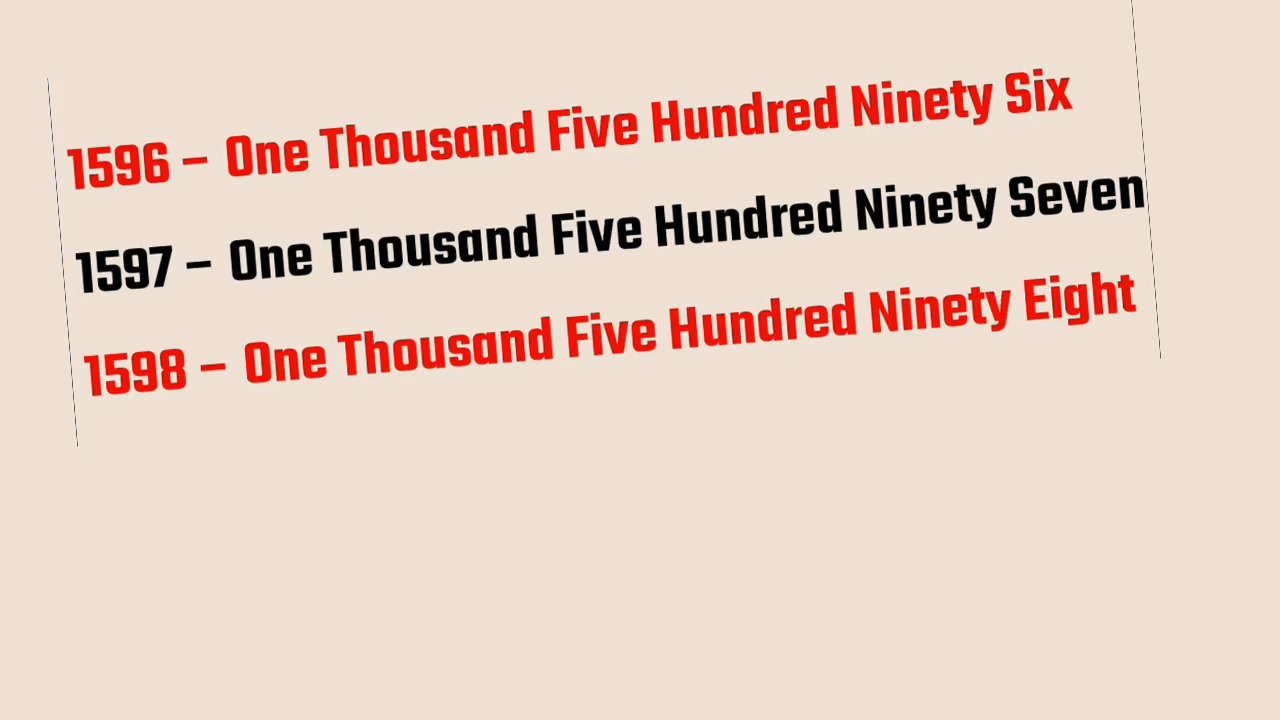 1596 – One Thousand Five Hundred Ninety Six
1597 – One Thousand Five Hundred Ninety Seven
1598 – One Thousand Five Hundred Ninety Eight